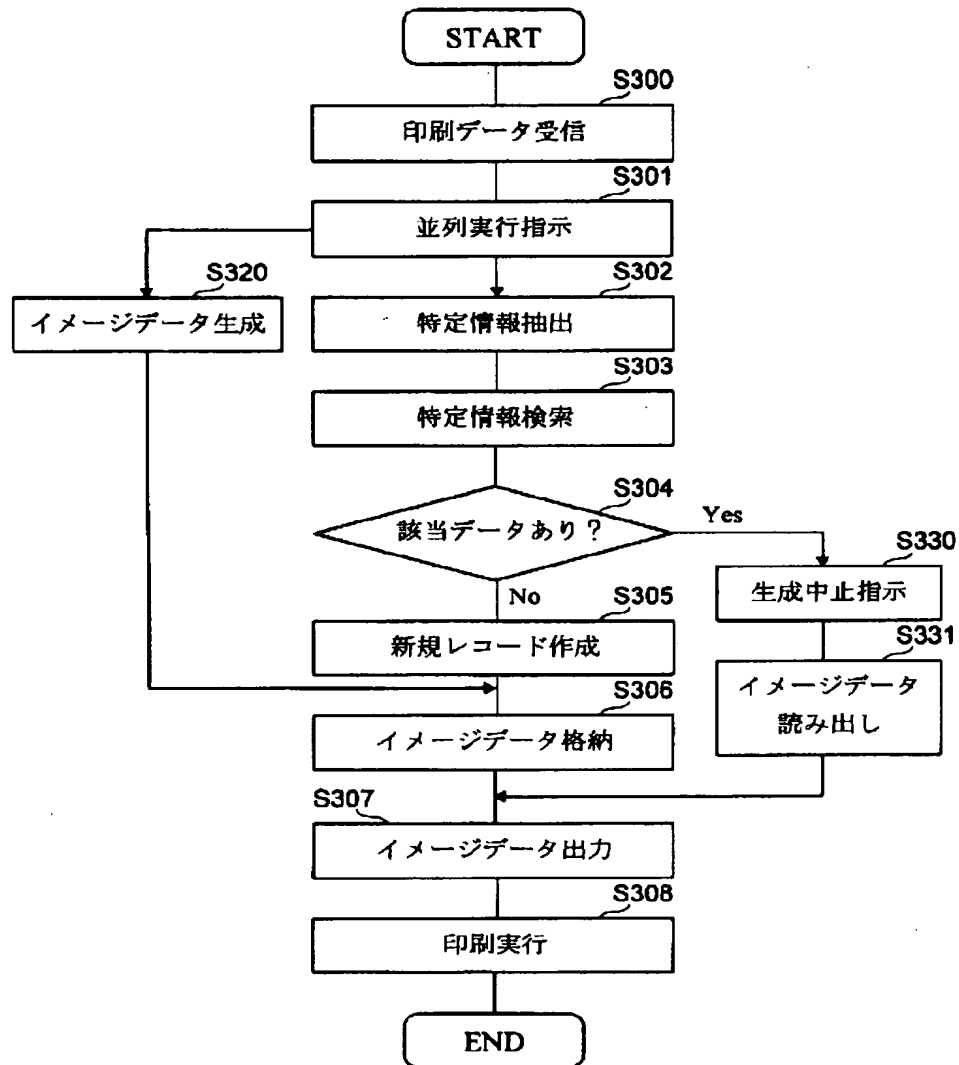 START
S300
印刷データ受信
S301
並列実行指示
S320
イメージデータ生成
S302
特定情報抽出
S303
特定情報検索
S304
該当データあり？
Yes
No
S330
生成中止指示
S331
イメージデータ
読み出し
S305
新規レコード作成
S306
イメージデータ格納
S307
イメージデータ出力
S308
印刷実行
END